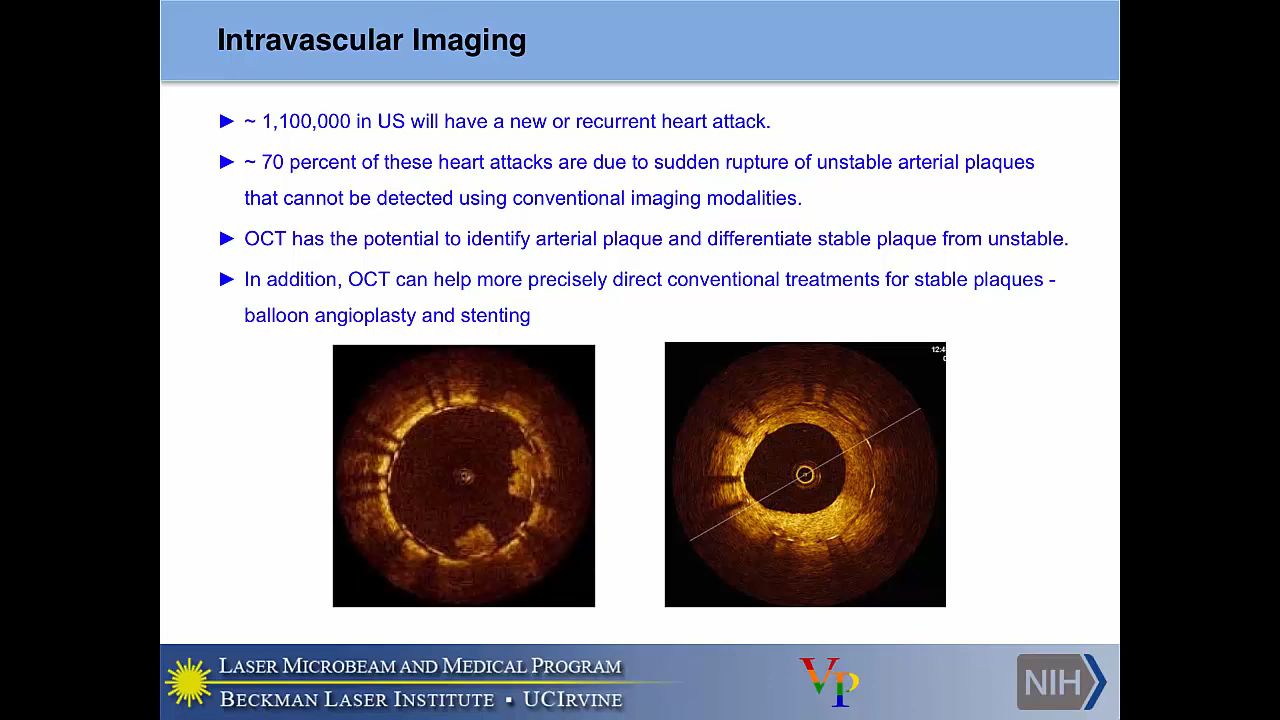 Intravascular Imaging
► ~ 1,100,000 in US will have a new or recurrent heart attack.
► ~ 70 percent of these heart attacks are due to sudden rupture of unstable arterial plaques
that cannot be detected using conventional imaging modalities.
► OCT has the potential to identify arterial plaque and differentiate stable plaque from unstable.
► In addition, OCT can help more precisely direct conventional treatments for stable plaques -
balloon angioplasty and stenting
LASER MICROBEAM AND MEDICAL PROGRAM
BECKMAN LASER INSTITUTE ▪ UCIRVINE
VP
NIH